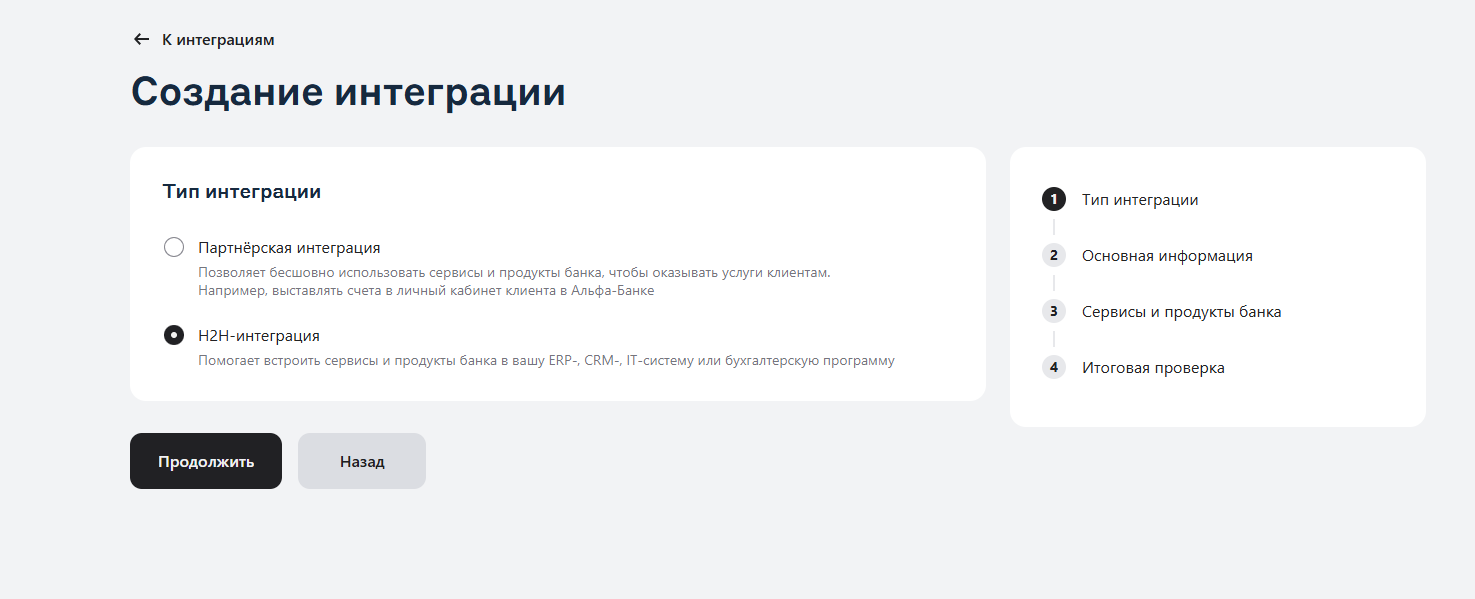 К интеграциям
Создание интеграции
Тип интеграции
Партнёрская интеграция
Позволяет бесшовно использовать сервисы и продукты банка, чтобы оказывать услуги клиентам.
Например, выставлять счета в личный кабинет клиента в Альфа-Банке
H2H-интеграция
Помогает встроить сервисы и продукты банка в вашу ERP-, CRM-, IT-систему или бухгалтерскую программу
Продолжить
Назад
1 Тип интеграции
2 Основная информация
3 Сервисы и продукты банка
4 Итоговая проверка